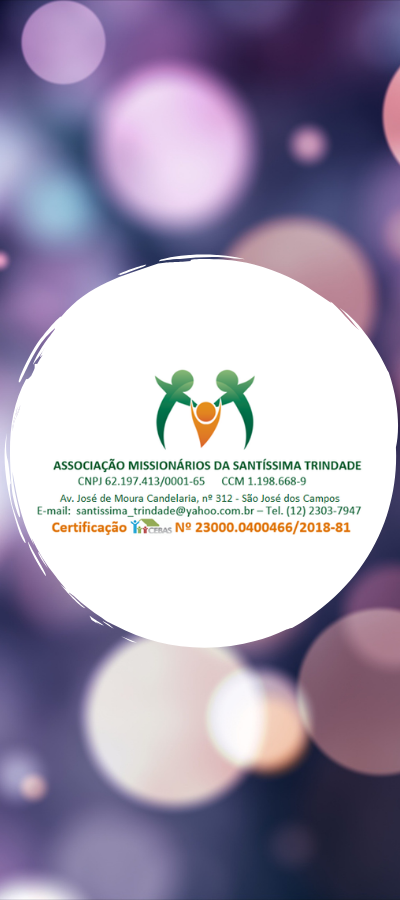 ASSOCIAÇÃO MISSIONÁRIOS DA SANTÍSSIMA TRINDADE
CNPJ 62.197.413/0001-65 CCM 1.198.668-9
Av. José de Moura Candelaria, nº 312 - São José dos Campos
E-mail: santissima_trindade@yahoo.com.br – Tel. (12) 2303-7947
Certificação CEBAS Nº 23000.0400466/2018-81